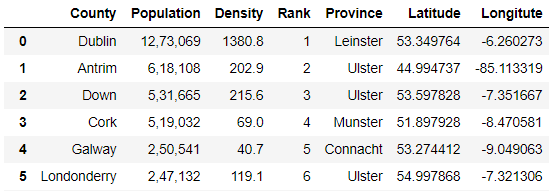 County Population Density Rank Province Latitude Longitute
0 Dublin 12,73,069 1380.8 1 Leinster 53.349764 -6.260273
1 Antrim 6,18,108 202.9 2 Ulster 44.994737 -85.113319
2 Down 5,31,665 215.6 3 Ulster 53.597828 -7.351667
3 Cork 5,19,032 69.0 4 Munster 51.897928 -8.470581
4 Galway 2,50,541 40.7 5 Connacht 53.274412 -9.049063
5 Londonderry 2,47,132 119.1 6 Ulster 54.997868 -7.321306